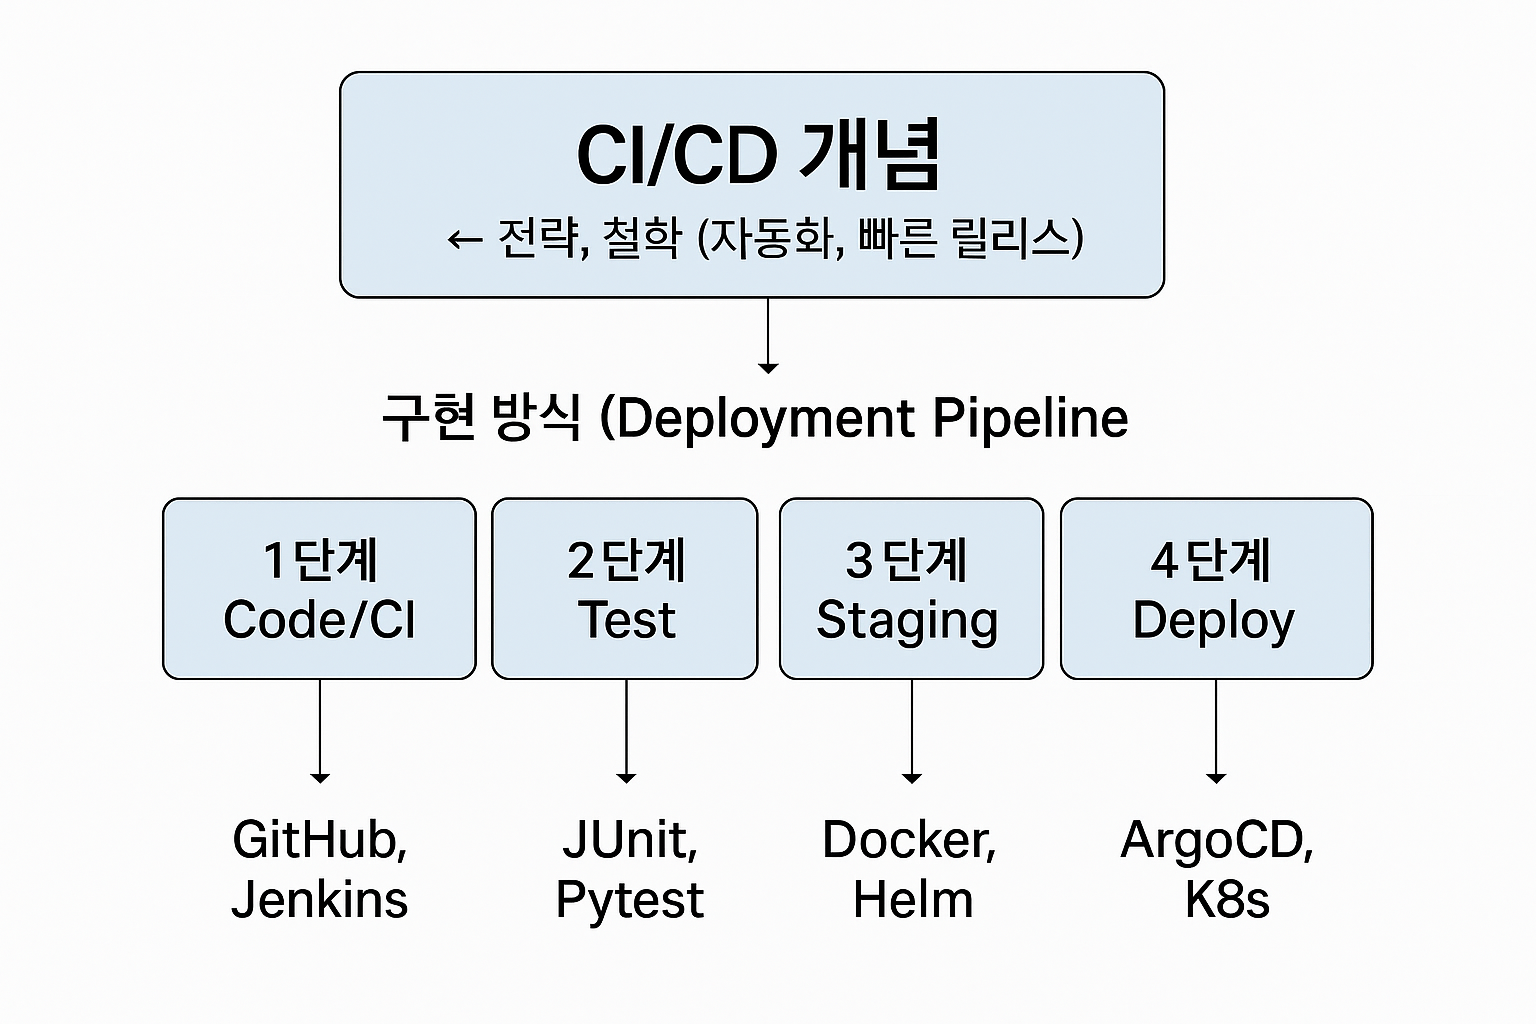 CI/CD 개념
← 전략, 철학 (자동화, 빠른 릴리스)
구현 방식 (Deployment Pipeline
1단계
Code/CI
2단계
Test
3단계
Staging
4단계
Deploy
GitHub,
Jenkins
JUnit,
Pytest
Docker,
Helm
ArgoCD,
K8s